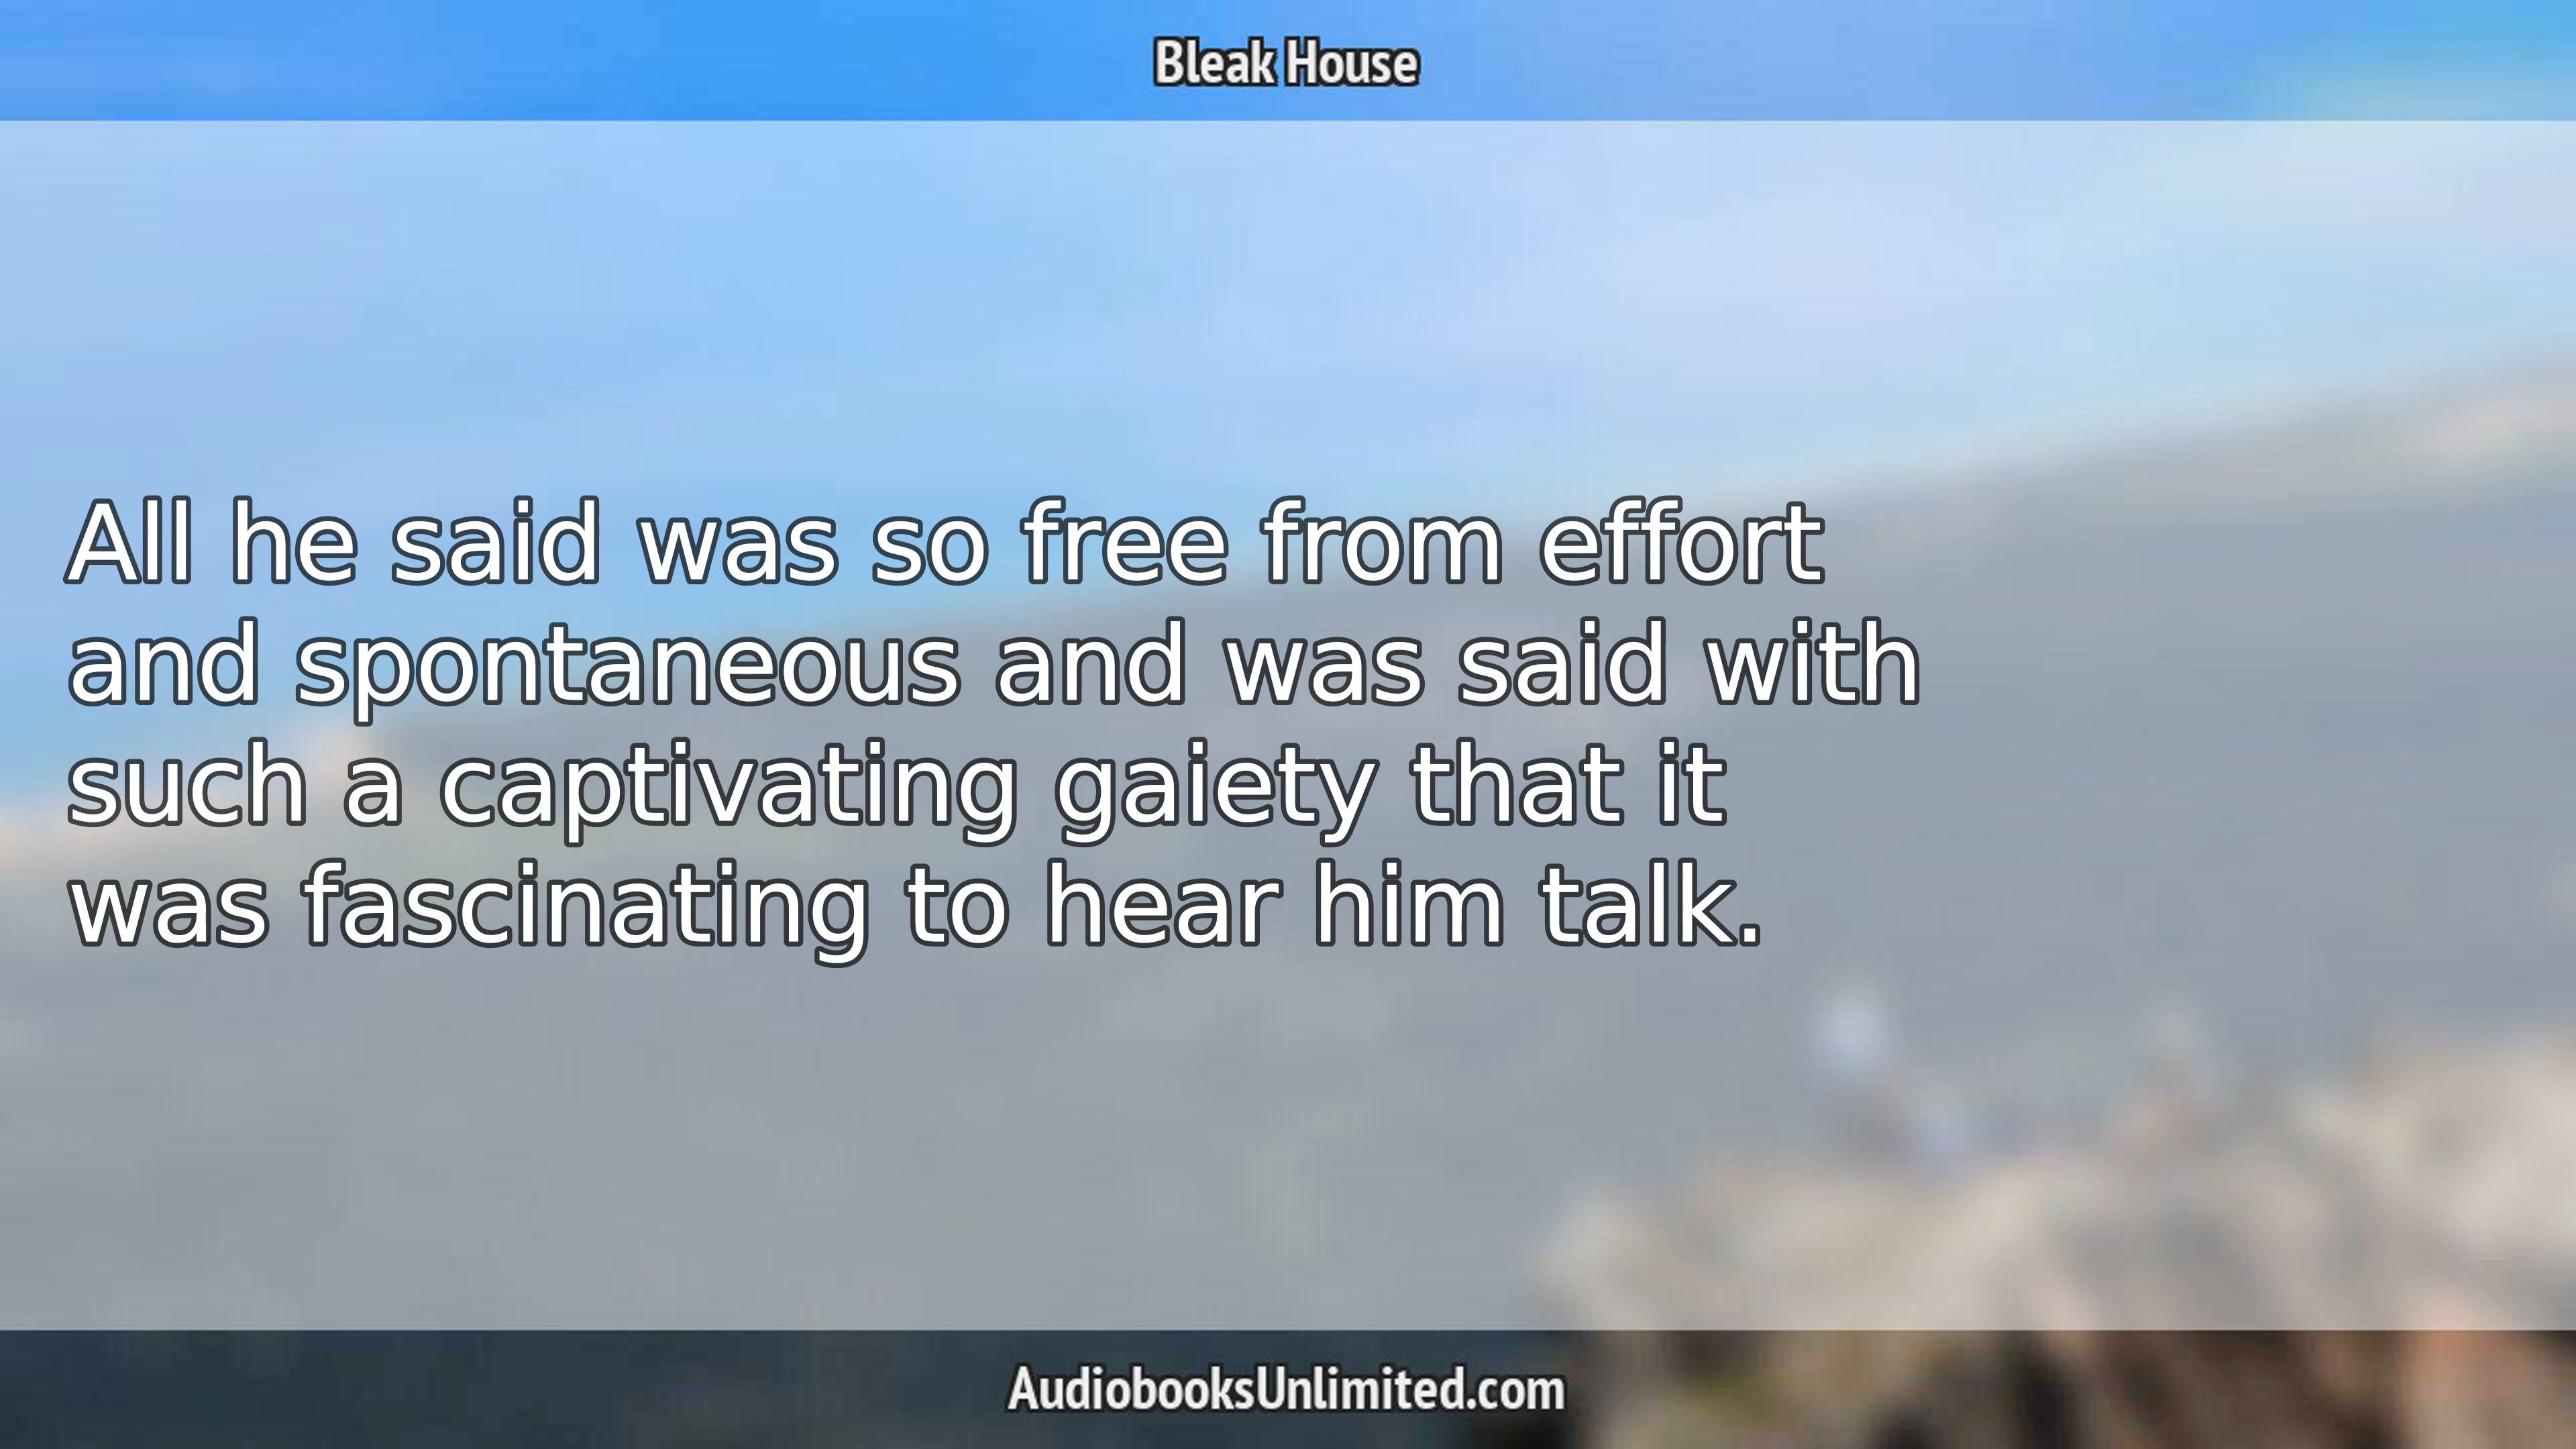 Bleak House
All he said was so free from effort
and spontaneous and was said with
such a captivating gaiety that it
was fascinating to hear him talk.
AudiobooksUnlimited.com